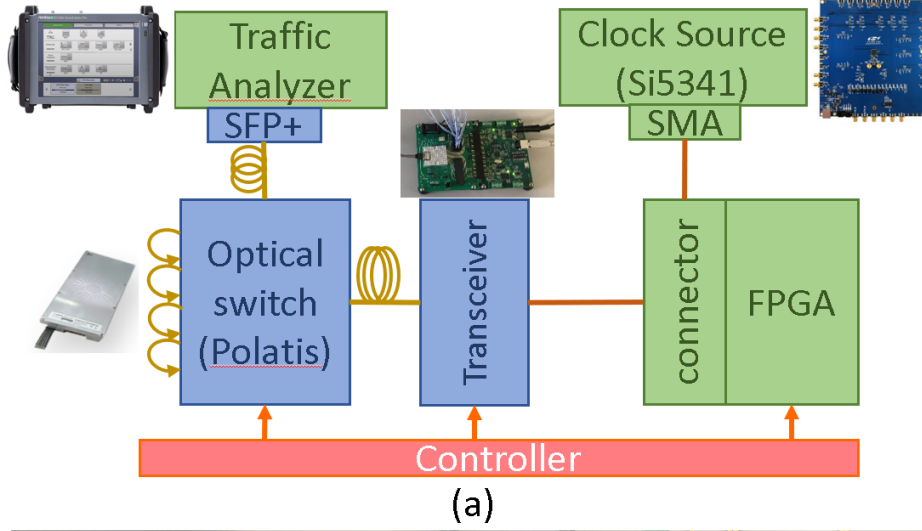 Traffic
Analyzer
SFP+
Clock Source
(Si5341)
SMA
Optical
switch
(Polatis)
Transceiver
connector
FPGA
Controller
(a)